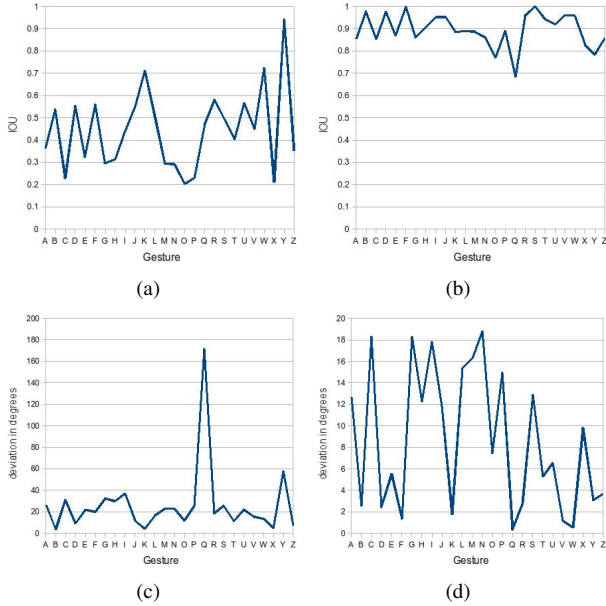 1
0.9
0.8
0.7
0.6
0.5
0.4
0.3
0.2
0.1
0
IOU
A B C D E F G H I J K L M N O P Q R S T U V W X Y Z
Gesture
(a)
1
0.9
0.8
0.7
0.6
0.5
0.4
0.3
0.2
0.1
0
IOU
A B C D E F G H I J K L M N O P Q R S T U V W X Y Z
Gesture
(b)
200
180
160
140
120
100
80
60
40
20
0
deviation in degrees
A B C D E F G H I J K L M N O P Q R S T U V W X Y Z
Gesture
(c)
20
18
16
14
12
10
8
6
4
2
0
deviation in degrees
A B C D E F G H I J K L M N O P Q R S T U V W X Y Z
Gesture
(d)